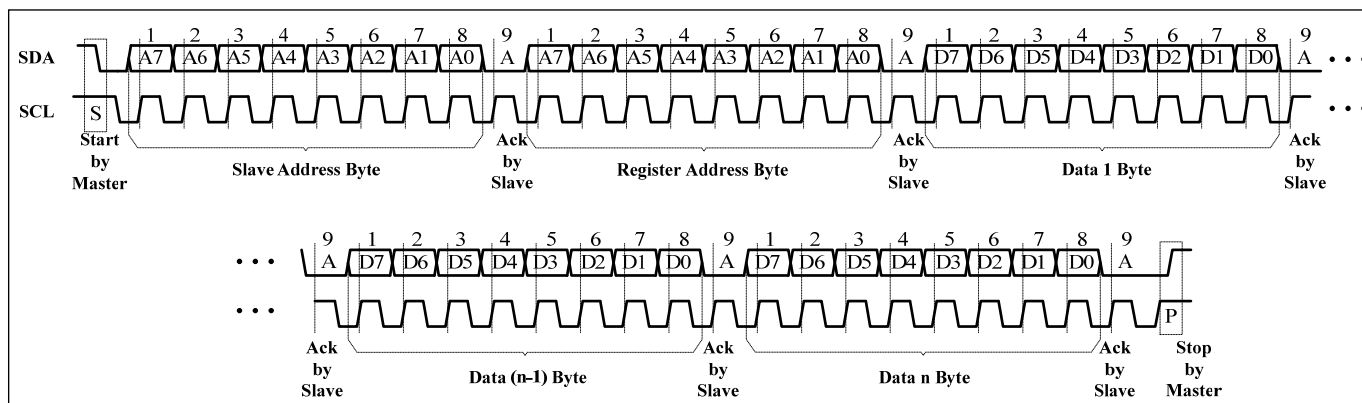 1 2 3 4 5 6 7 8 9 1 2 3 4 5 6 7 8 9 1 2 3 4 5 6 7 8 9
SDA A7 A6 A5 A4 A3 A2 A1 A0 A A7 A6 A5 A4 A3 A2 A1 A0 A D7 D6 D5 D4 D3 D2 D1 D0 A • • •
SCL S • • •
Start by Master
Slave Address Byte
Ack by Slave
Register Address Byte
Ack by Slave
Data 1 Byte
Ack by Slave
9 1 2 3 4 5 6 7 8 9 1 2 3 4 5 6 7 8 9
• • • A D7 D6 D5 D4 D3 D2 D1 D0 A D7 D6 D5 D4 D3 D2 D1 D0 A
• • • P
Ack by Slave
Data (n-1) Byte
Ack by Slave
Data n Byte
Ack by Slave
Stop by Master